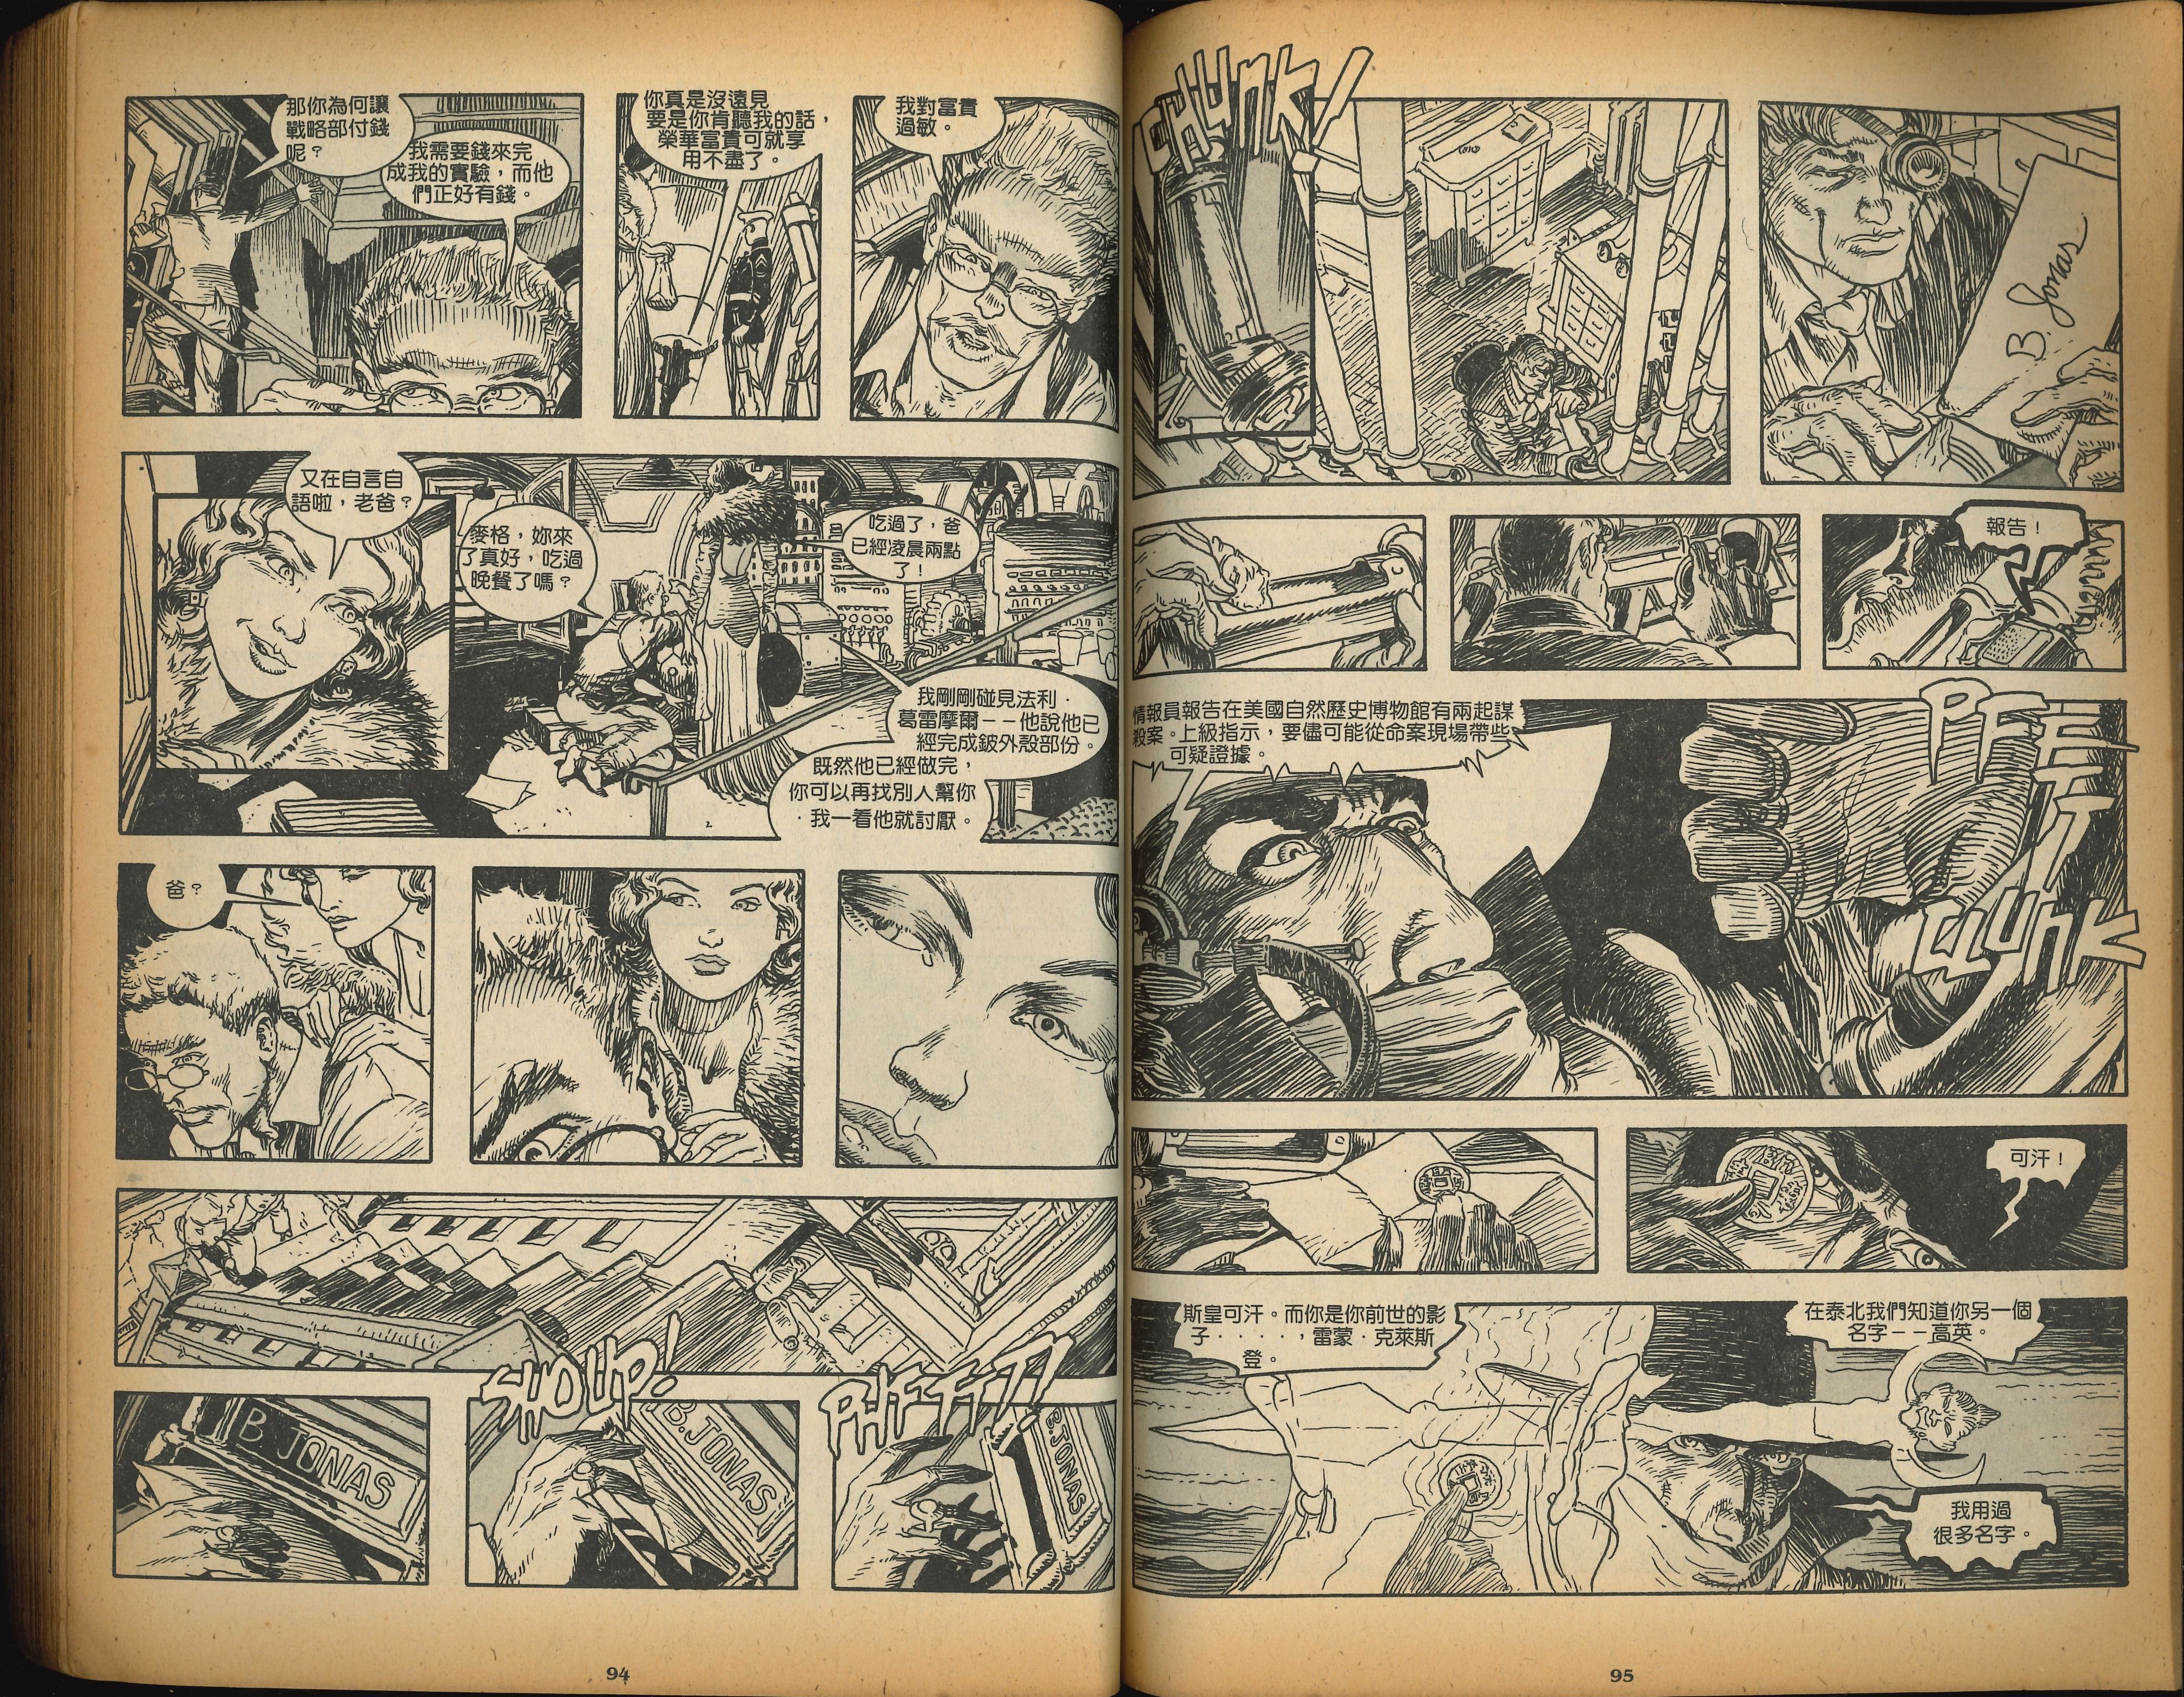 那你為何讓
戰略部付錢
呢？
我需要錢來完
成我的實驗，而他
們正好有錢。
你真是沒遠見
要是你肯聽我的話，
榮華富貴可就享
用不盡了。
我對富貴
過敏。
又在自言自
語啦，老爸？
麥格，妳來
了真好，吃過
晚餐了嗎？
吃過了，爸
已經凌晨兩點
了！
我剛剛碰見法利．
葛雷摩爾－－他說他已
經完成鈹外殼部份。
既然他已經做完，
你可以再找別人幫你
．我一看他就討厭。
爸？
B. JONAS
SHOUP!
B. JONAS
PHFFT77!
B. JONAS
94
CHUNK!
B. Jonas
報告！
情報員報告在美國自然歷史博物館有兩起謀
殺案。上級指示，要儘可能從命案現場帶些
可疑證據。
PFEIT
CLUNK
可汗！
斯皇可汗。而你是你前世的影
子．．．．．，雷蒙．克萊斯
登。
在泰北我們知道你另一個
名字－－高英。
我用過
很多名字。
95